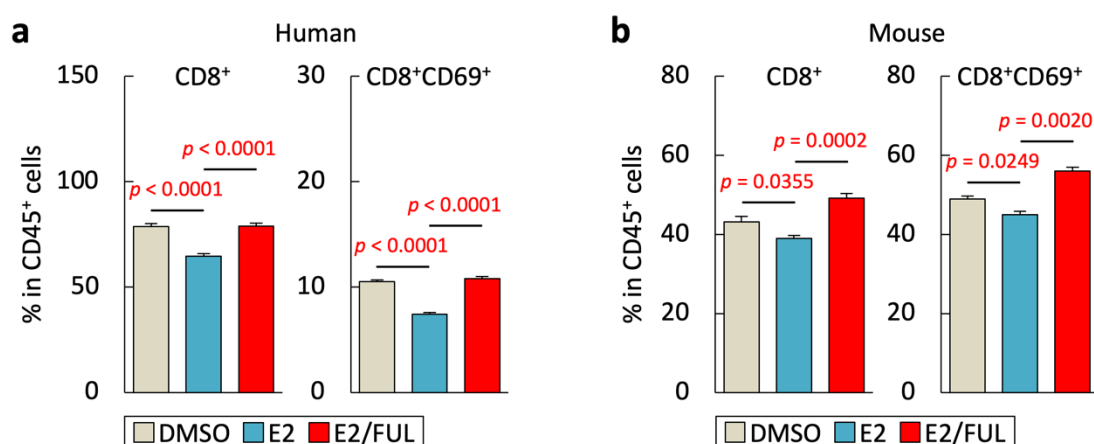 a Human
CD8⁺ CD8⁺CD69⁺
% in CD45⁺ cells
150
100
50
0
p < 0.0001
p < 0.0001
30
20
10
0
p < 0.0001
p < 0.0001
DMSO E2 E2/FUL
b Mouse
CD8⁺ CD8⁺CD69⁺
% in CD45⁺ cells
80
60
40
20
0
p = 0.0002
p = 0.0355
80
60
40
20
0
p = 0.0020
p = 0.0249
DMSO E2 E2/FUL